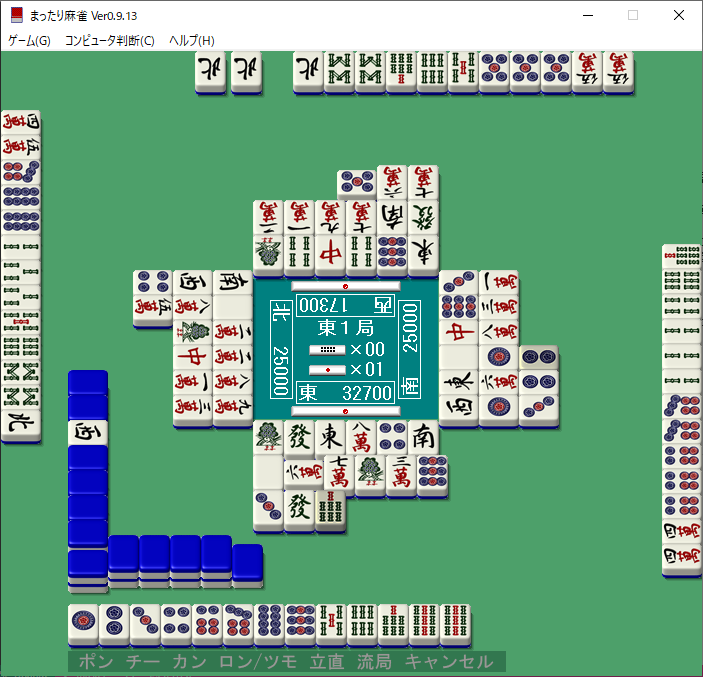 まったり麻雀 Ver0.9.13
ゲーム(G) コンピュータ判断(C) ヘルプ(H)
西 17300
北 25000
東1局
×00
×01
南 25000
東 32700
ポン チー カン ロン/ツモ 立直 流局 キャンセル